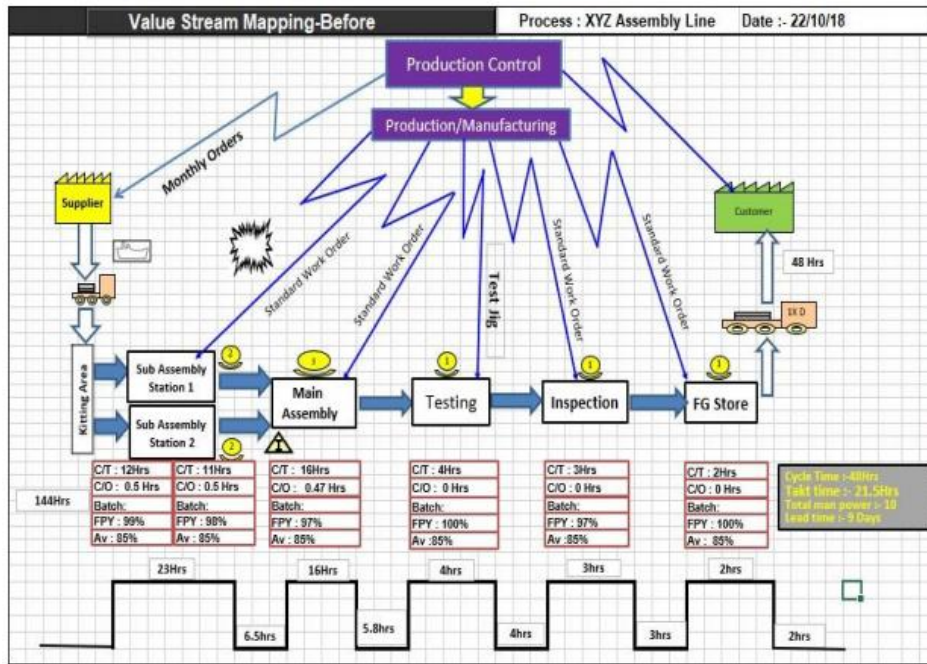 Value Stream Mapping-Before
Process : XYZ Assembly Line
Date :- 22/10/18
Production Control
Production/Manufacturing
Monthly Orders
Supplier
Customer
48 Hrs
1X D
Standard Work Order
Standard Work Order
Test Jig
Standard Work Order
Standard Work Order
Kitting Area
Sub Assembly
Station 1
2
Sub Assembly
Station 2
2
Main
Assembly
I
Testing
1
Inspection
1
FG Store
1
144Hrs
C/T : 12Hrs
C/O : 0.5 Hrs
Batch:
FPY : 99%
Av : 85%
C/T : 11Hrs
C/O : 0.5 Hrs
Batch:
FPY : 98%
Av : 85%
C/T : 16Hrs
C/O : 0.47 Hrs
Batch:
FPY : 97%
Av : 85%
C/T : 4Hrs
C/O : 0 Hrs
Batch:
FPY : 100%
Av :85%
C/T : 3Hrs
C/O : 0 Hrs
Batch:
FPY : 97%
Av :85%
C/T : 2Hrs
C/O : 0 Hrs
Batch:
FPY : 100%
Av : 85%
Cycle Time :-48Hrs
Takt time :- 21.5Hrs
Total man power :- 10
Lead time :- 9 Days
23Hrs
16Hrs
4hrs
3hrs
2hrs
6.5hrs
5.8hrs
4hrs
3hrs
2hrs